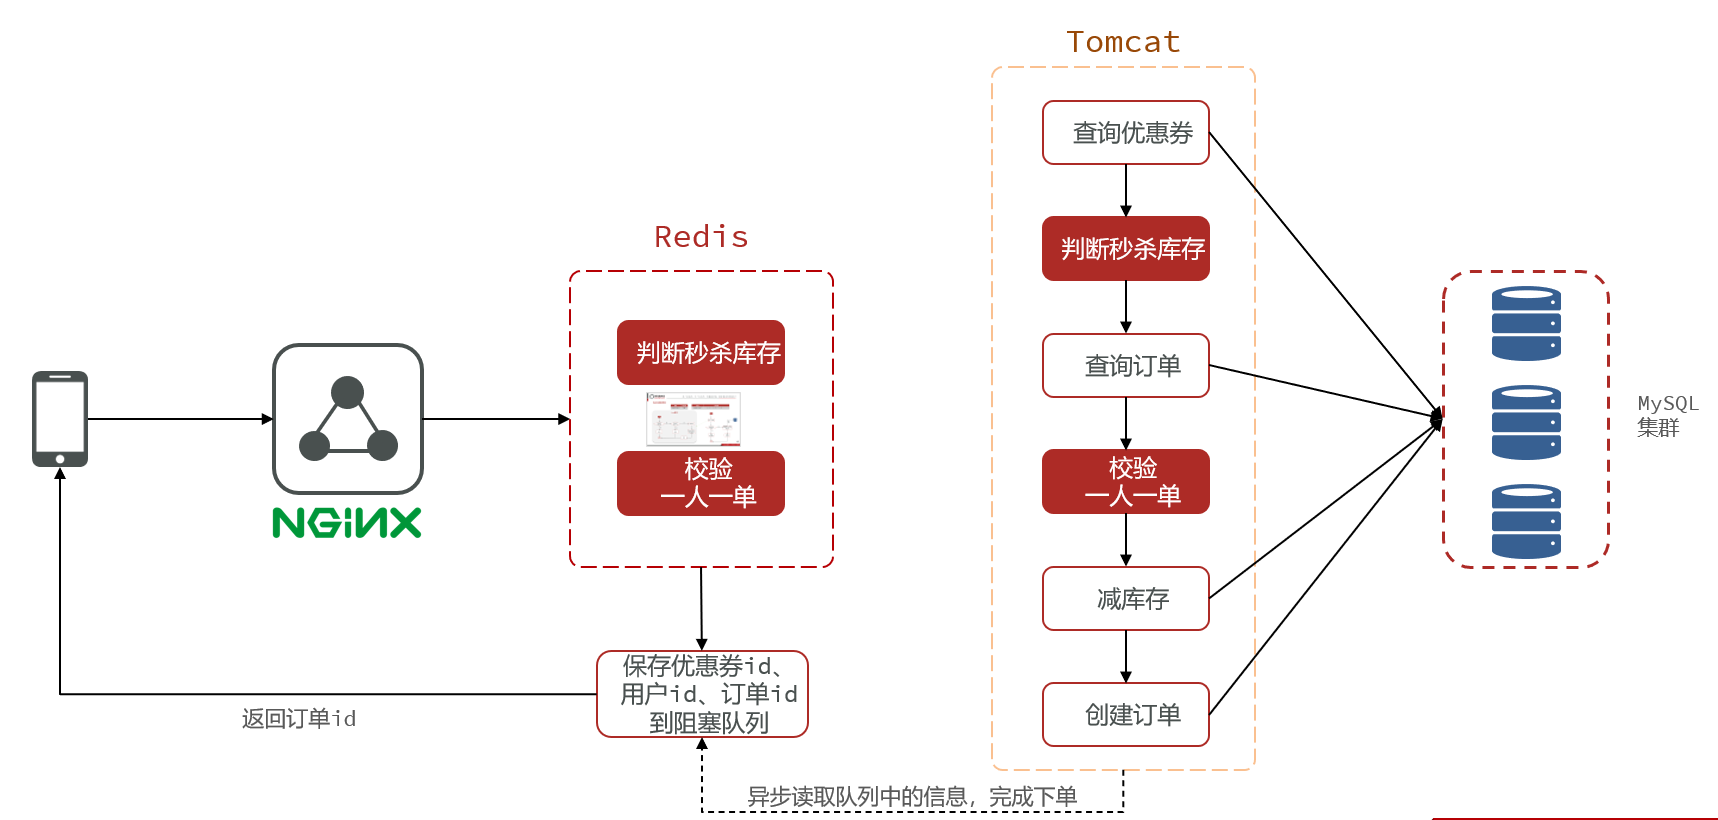 Tomcat
查询优惠券
判断秒杀库存
查询订单
校验
一人一单
减库存
创建订单
Redis
判断秒杀库存
校验
一人一单
NGINX
MySQL
集群
保存优惠券id、
用户id、订单id
到阻塞队列
返回订单id
异步读取队列中的信息，完成下单